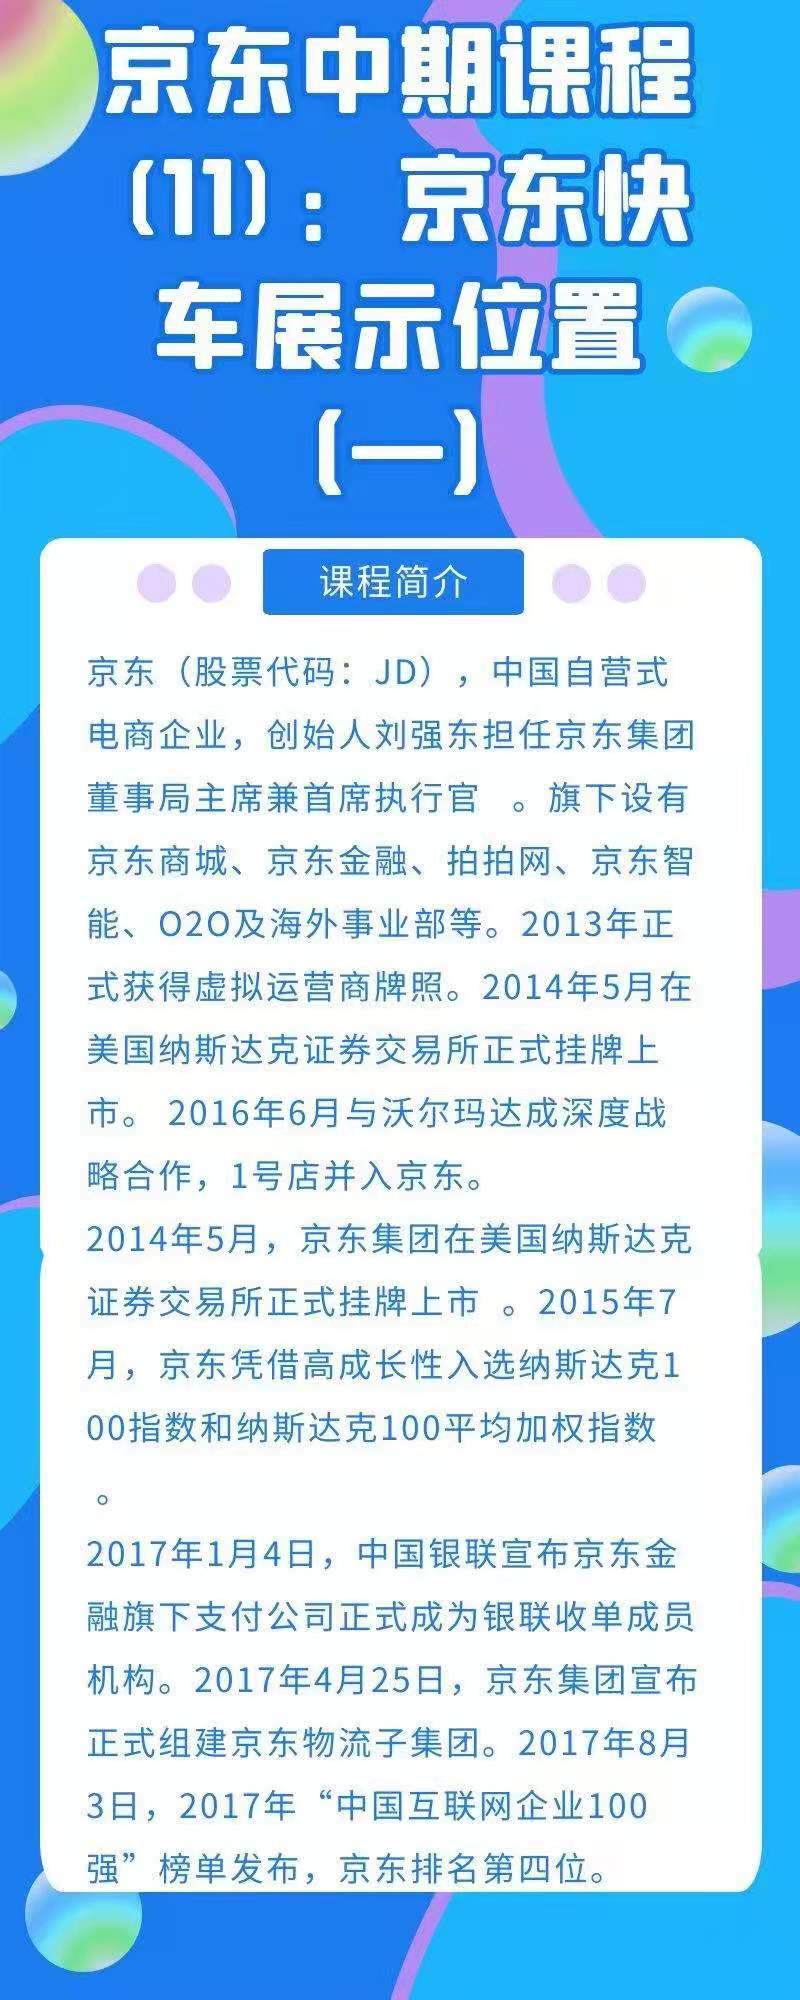 京东中期课程
(11)：京东快
车展示位置
(一)
课程简介
京东（股票代码：JD），中国自营式
电商企业，创始人刘强东担任京东集团
董事局主席兼首席执行官 。旗下设有
京东商城、京东金融、拍拍网、京东智
能、O2O及海外事业部等。2013年正
式获得虚拟运营商牌照。2014年5月在
美国纳斯达克证券交易所正式挂牌上
市。 2016年6月与沃尔玛达成深度战
略合作，1号店并入京东。
2014年5月，京东集团在美国纳斯达克
证券交易所正式挂牌上市 。2015年7
月，京东凭借高成长性入选纳斯达克1
00指数和纳斯达克100平均加权指数
。
2017年1月4日，中国银联宣布京东金
融旗下支付公司正式成为银联收单成员
机构。2017年4月25日，京东集团宣布
正式组建京东物流子集团。2017年8月
3日，2017年“中国互联网企业100
强”榜单发布，京东排名第四位。